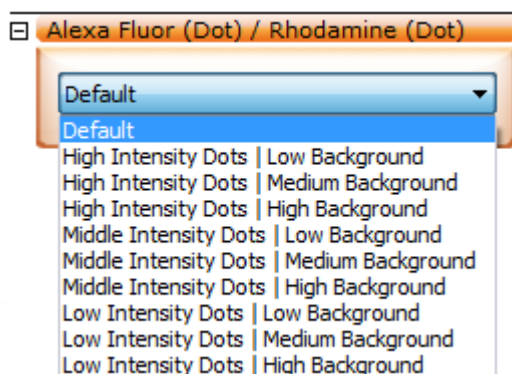 Alexa Fluor (Dot) / Rhodamine (Dot)
Default
Default
High Intensity Dots | Low Background
High Intensity Dots | Medium Background
High Intensity Dots | High Background
Middle Intensity Dots | Low Background
Middle Intensity Dots | Medium Background
Middle Intensity Dots | High Background
Low Intensity Dots | Low Background
Low Intensity Dots | Medium Background
Low Intensity Dots | High Background